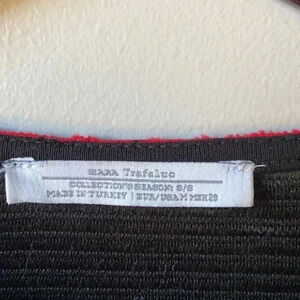 ZARA Trafaluc
COLLECTION'S SEASON: S/S
MADE IN TURKEY | EUR/USA M MEX 28